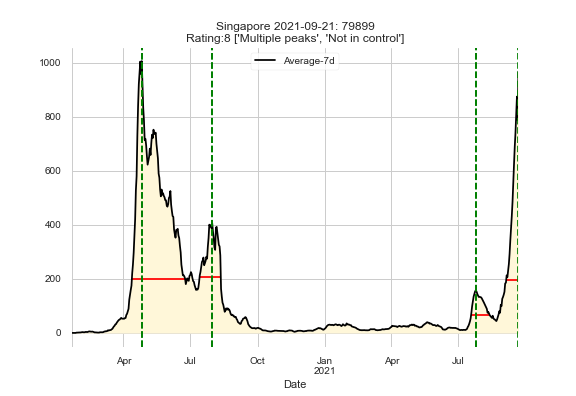 Singapore 2021-09-21: 79899
Rating:8 ['Multiple peaks', 'Not in control']
Average-7d
1000
800
600
400
200
0
Apr
Jul
Oct
Jan
2021
Apr
Jul
Date